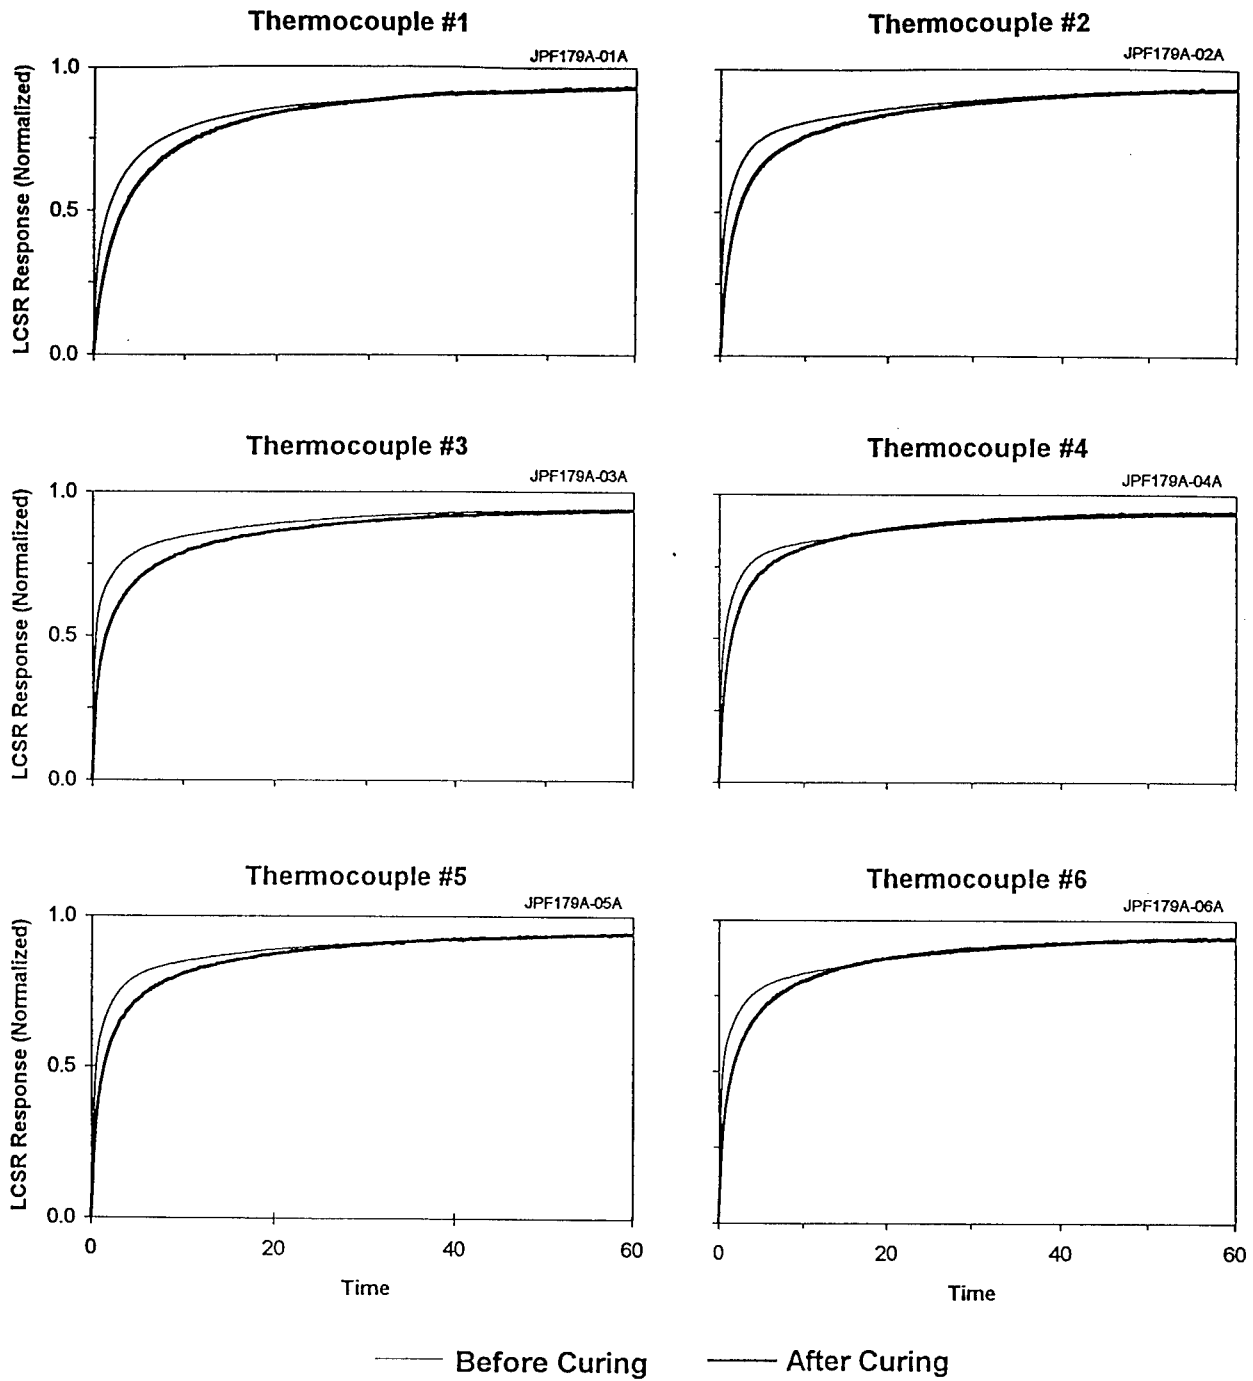 Thermocouple #1
JPF179A-01A
LCSR Response (Normalized)
1.0
0.5
0.0
Thermocouple #2
JPF179A-02A
Thermocouple #3
JPF179A-03A
LCSR Response (Normalized)
1.0
0.5
0.0
Thermocouple #4
JPF179A-04A
Thermocouple #5
JPF179A-05A
LCSR Response (Normalized)
1.0
0.5
0.0
0 20 40 60
Time
Thermocouple #6
JPF179A-06A
0 20 40 60
Time
Before Curing
After Curing